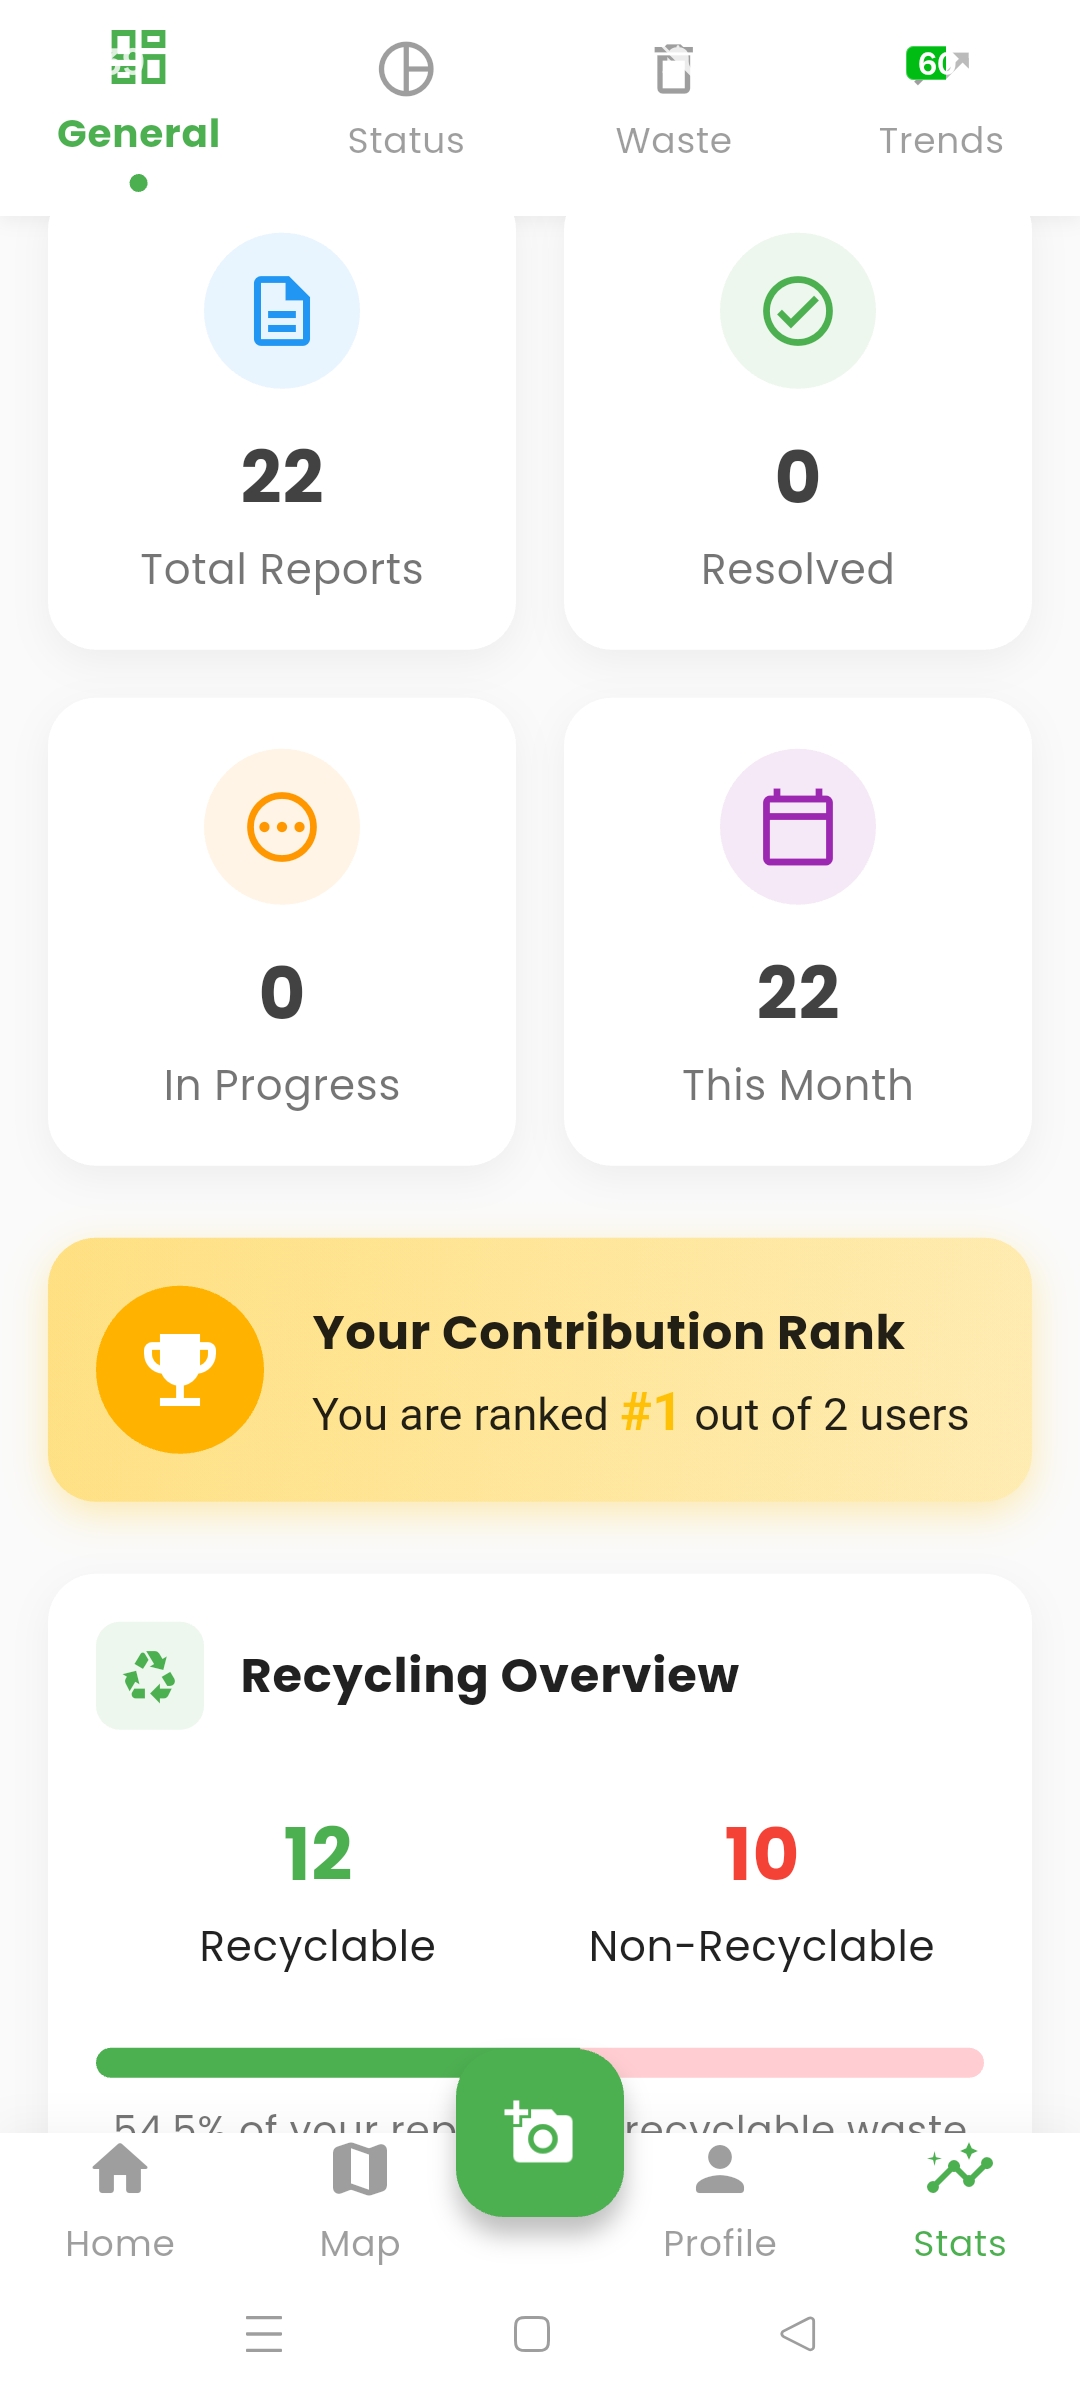 General
Status
Waste
Trends
60
22
Total Reports
0
Resolved
0
In Progress
22
This Month
Your Contribution Rank
You are ranked #1 out of 2 users
Recycling Overview
12
Recyclable
10
Non-Recyclable
54.5% of your rep recyclable waste
Home
Map
Profile
Stats